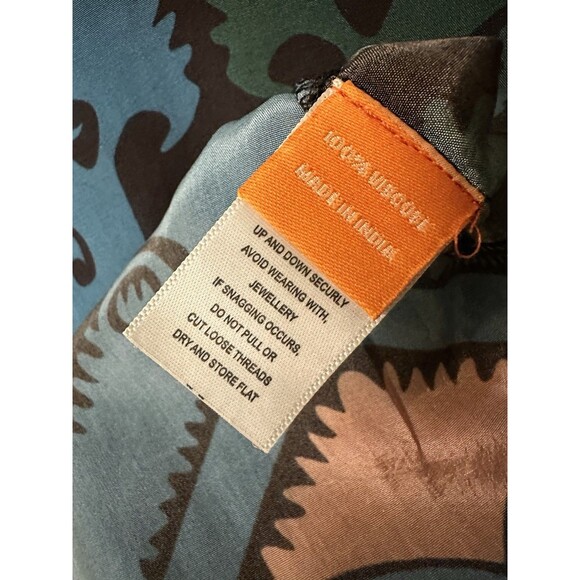 100% VISCOSE
MADE IN INDIA
UP AND DOWN SECURLY
AVOID WEARING WITH,
JEWELLERY
IF SNAGGING OCCURS,
DO NOT PULL OR
CUT LOOSE THREADS
DRY AND STORE FLAT